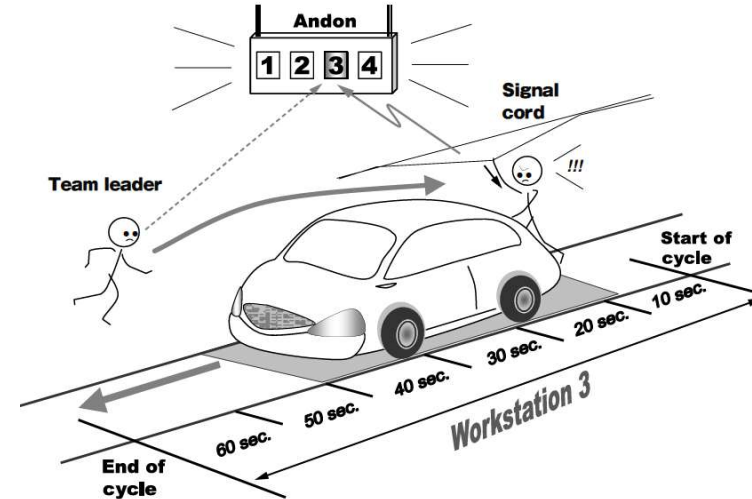 Andon
1 2 3 4
Signal
cord
!!!
Team leader
Start of
cycle
10 sec.
20 sec.
30 sec.
40 sec.
50 sec.
60 sec.
Workstation 3
End of
cycle